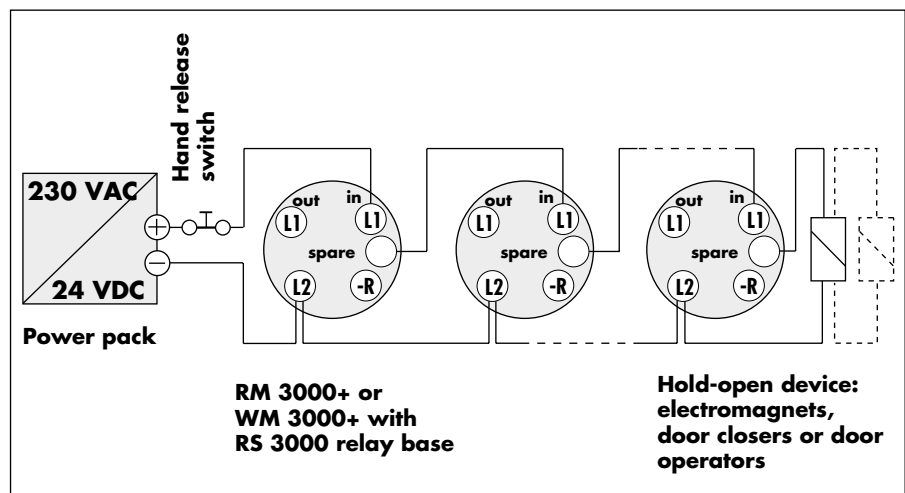 Hand release
switch
230 VAC
24 VDC
+
−
Power pack
out in
L1 L1
spare
L2 -R
out in
L1 L1
spare
L2 -R
out in
L1 L1
spare
L2 -R
RM 3000+ or
WM 3000+ with
RS 3000 relay base
Hold-open device:
electromagnets,
door closers or door
operators